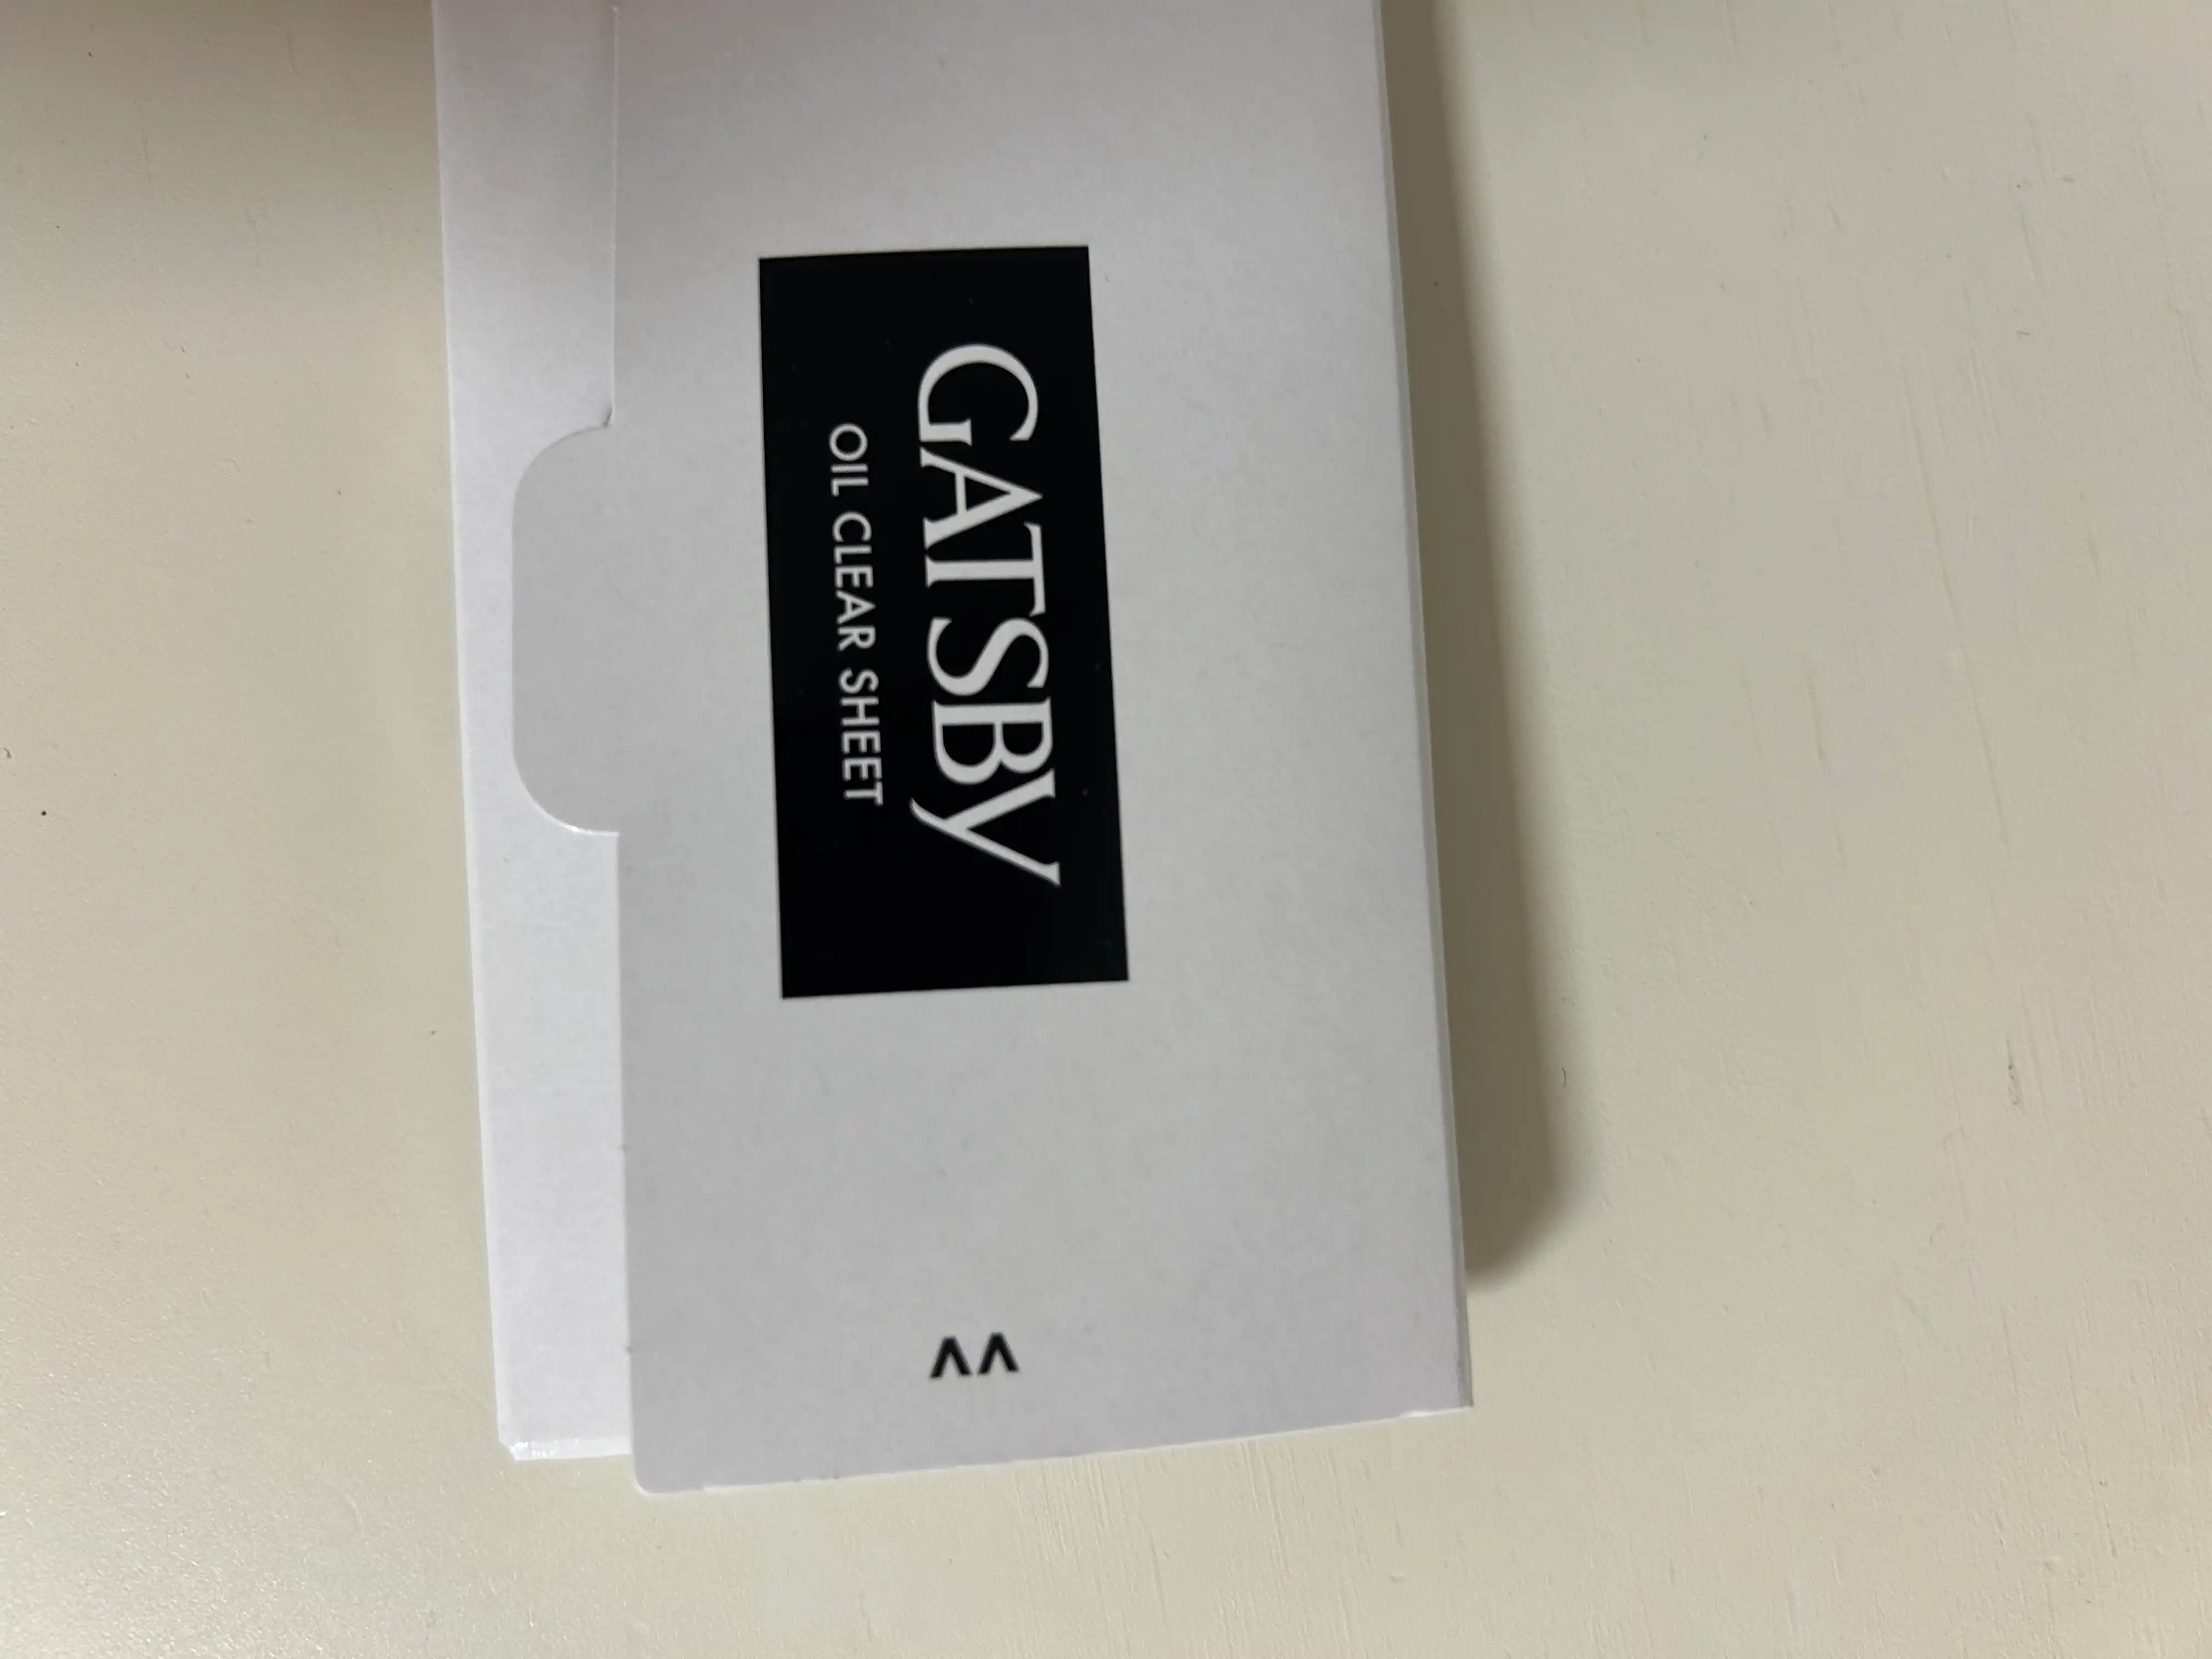 GATSBY
OIL CLEAR SHEET
>>